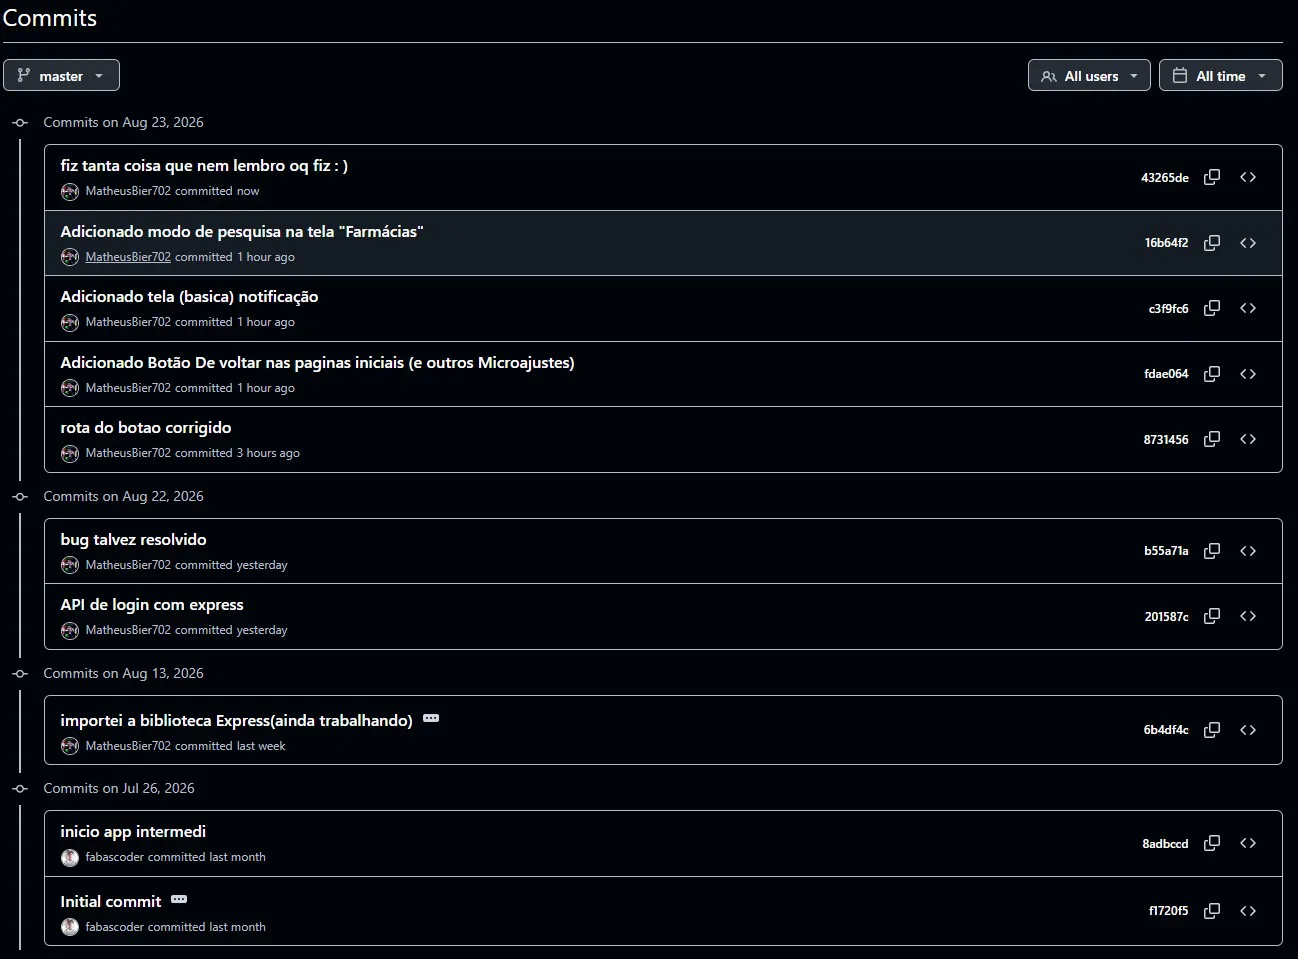 Commits
master
All users
All time
Commits on Aug 23, 2026
fiz tanta coisa que nem lembro oq fiz : )
43265de
MatheusBier702 committed now
Adicionado modo de pesquisa na tela "Farmácias"
16b64f2
MatheusBier702 committed 1 hour ago
Adicionado tela (basica) notificação
c3f9fc6
MatheusBier702 committed 1 hour ago
Adicionado Botão De voltar nas paginas iniciais (e outros Microajustes)
fdae064
MatheusBier702 committed 1 hour ago
rota do botao corrigido
8731456
MatheusBier702 committed 3 hours ago
Commits on Aug 22, 2026
bug talvez resolvido
b55a71a
MatheusBier702 committed yesterday
API de login com express
201587c
MatheusBier702 committed yesterday
Commits on Aug 13, 2026
importei a biblioteca Express(ainda trabalhando)
6b4df4c
MatheusBier702 committed last week
Commits on Jul 26, 2026
inicio app intermedi
8adbccd
fabascoder committed last month
Initial commit
f1720f5
fabascoder committed last month